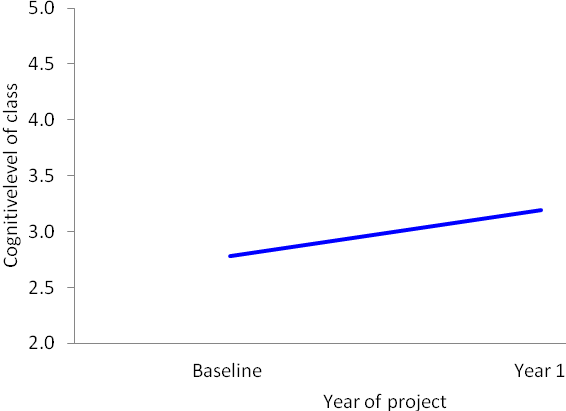 5.0
4.5
4.0
3.5
3.0
2.5
2.0
Cognitivelevel of class
Baseline Year 1
Year of project